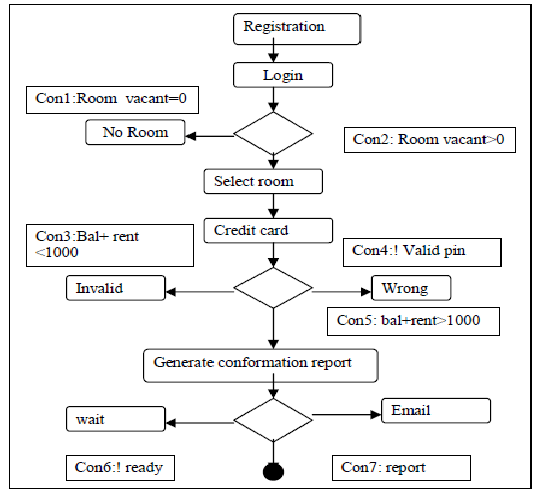 Registration
Login
Con1:Room vacant=0
No Room
Con2: Room vacant>0
Select room
Con3:Bal+ rent
<1000
Credit card
Con4:! Valid pin
Invalid
Wrong
Con5: bal+rent>1000
Generate conformation report
wait
Email
Con6:! ready
Con7: report